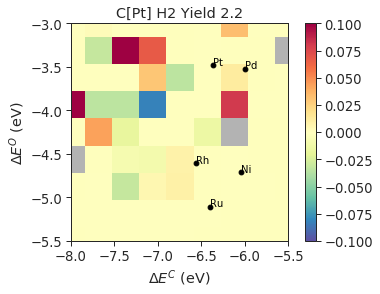 C[Pt] H2 Yield 2.2
−3.0
−3.5
−4.0
−4.5
−5.0
−5.5
ΔE^O (eV)
Pt
Pd
Rh
Ni
Ru
−8.0 −7.5 −7.0 −6.5 −6.0 −5.5
ΔE^C (eV)
0.100
0.075
0.050
0.025
0.000
−0.025
−0.050
−0.075
−0.100